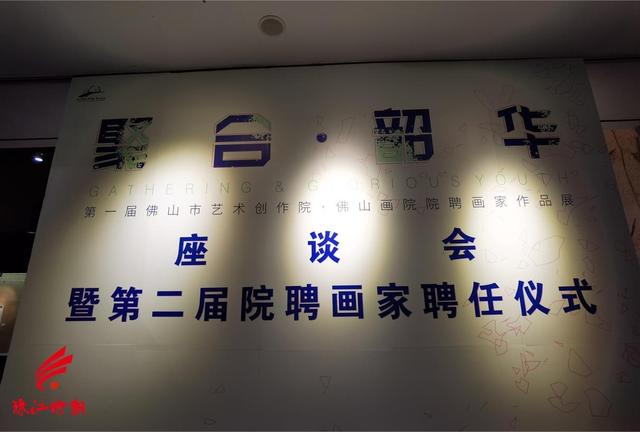 聚合·韶华
GATHERING & GLORIOUS YOUTH
第一届佛山市艺术创作院·佛山画院院聘画家作品展
座谈会
暨第二届院聘画家聘任仪式
珠江时报